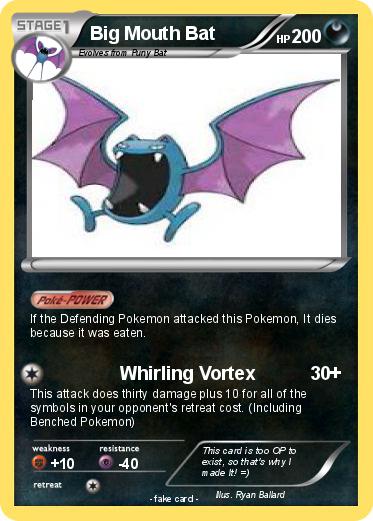 STAGE1
Big Mouth Bat
HP 200
Evolves from Puny Bat
Poké-POWER
If the Defending Pokemon attacked this Pokemon, It dies
because it was eaten.
Whirling Vortex 30+
This attack does thirty damage plus 10 for all of the
symbols in your opponent's retreat cost. (Including
Benched Pokemon)
weakness resistance
+10 -40
retreat
This card is too OP to
exist, so that's why I
made It! =)
- fake card -
Illus. Ryan Ballard